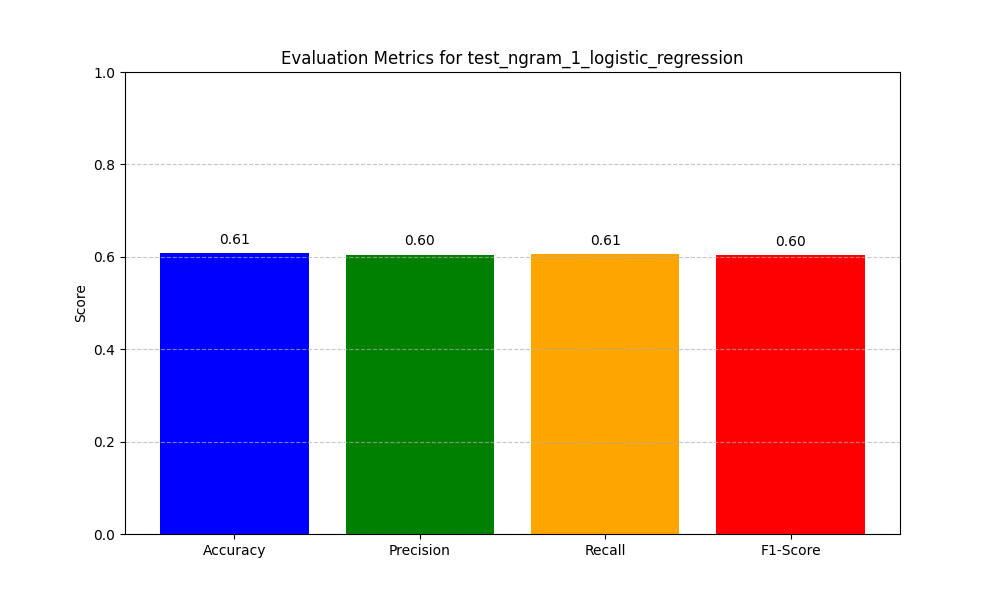 Evaluation Metrics for test_ngram_1_logistic_regression
1.0
0.8
0.6
0.4
0.2
0.0
Score
0.61
0.60
0.61
0.60
Accuracy
Precision
Recall
F1-Score